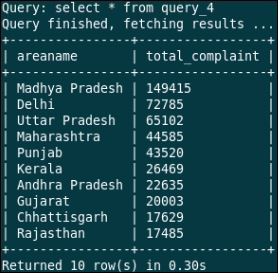 Query: select * from query_4
Query finished, fetching results ...
+----------------+-----------------+
| areaname       | total_complaint |
+----------------+-----------------+
| Madhya Pradesh | 149415          |
| Delhi          | 72785           |
| Uttar Pradesh  | 65102           |
| Maharashtra    | 44585           |
| Punjab         | 43520           |
| Kerala         | 26469           |
| Andhra Pradesh | 22635           |
| Gujarat        | 20003           |
| Chhattisgarh   | 17629           |
| Rajasthan      | 17485           |
+----------------+-----------------+
Returned 10 row(s) in 0.30s